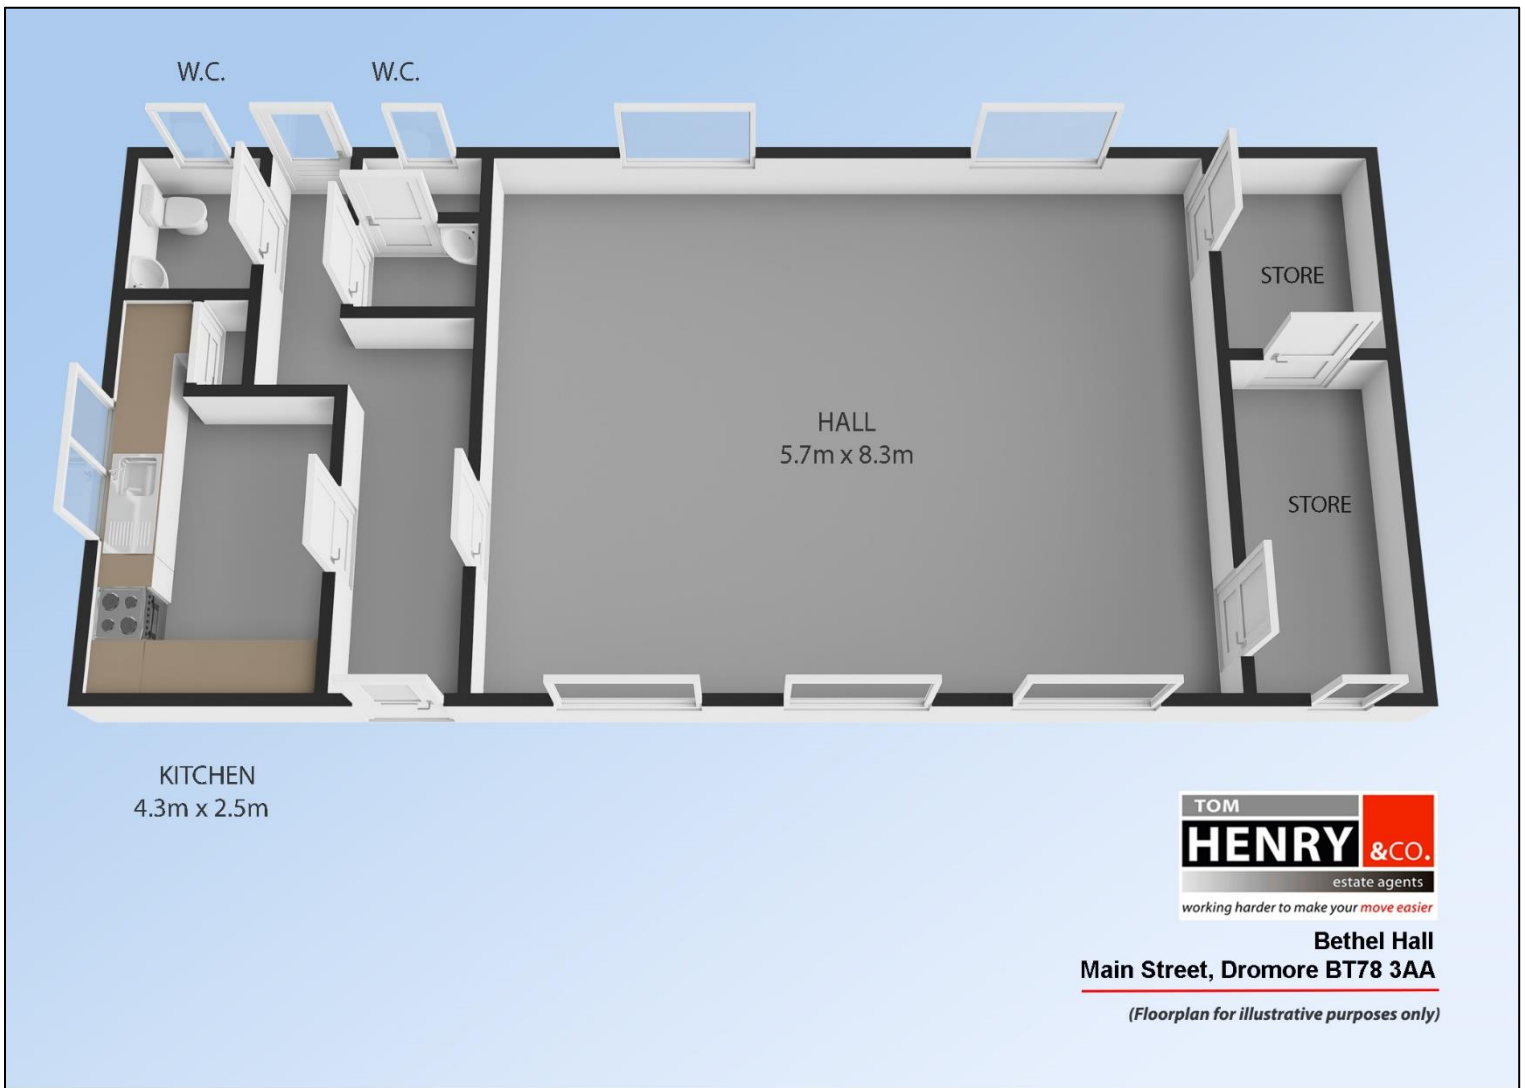 W.C.
W.C.
STORE
HALL
5.7m x 8.3m
STORE
KITCHEN
4.3m x 2.5m
TOM
HENRY &CO.
estate agents
working harder to make your move easier
Bethel Hall
Main Street, Dromore BT78 3AA
(Floorplan for illustrative purposes only)